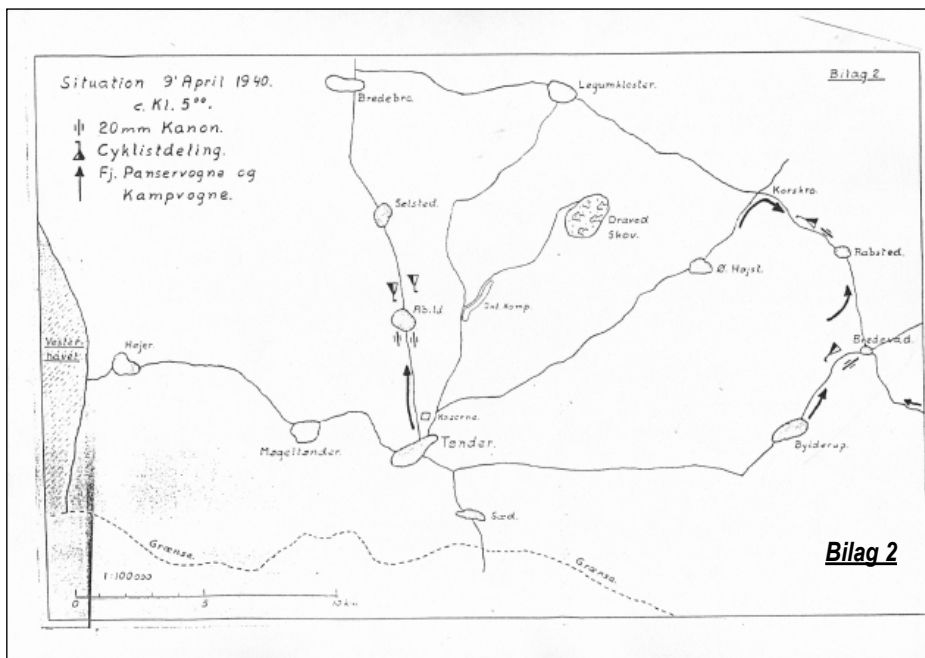 Situation 9' April 1940.
c. Kl. 5⁰⁰.
20mm Kanon.
Cyklistdeling.
Fj. Panservogne og
Kampvogne.
Bilag 2.
Bredebro.
Løgumkloster.
Korskro.
Selsted.
Draved
Skov.
Rabsted.
Ø. Højst.
Abild
Inf. Komp.
Vester-
havet.
Højer.
Bredevad.
Kaserne.
Tønder.
Møgeltønder.
Bylderup.
Sæd.
Bilag 2
Grænse.
Grænse.
1:100000
0 5 10 km